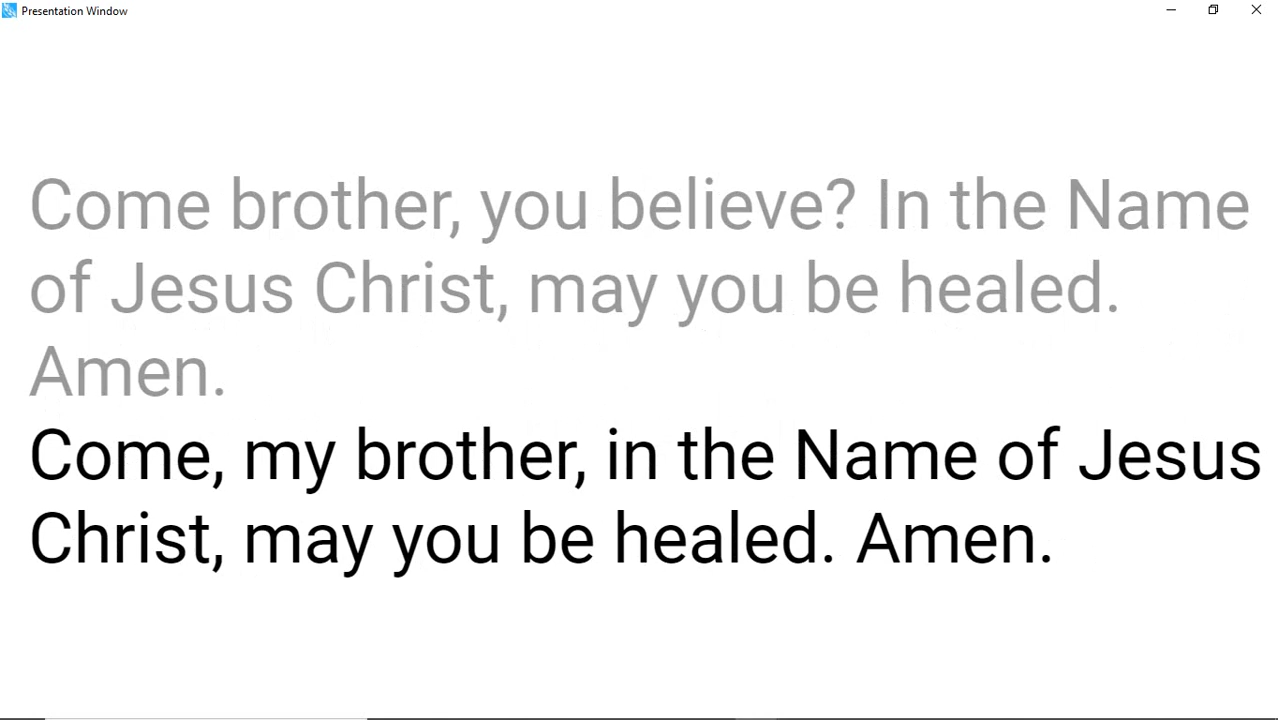 Presentation Window
Come brother, you believe? In the Name
of Jesus Christ, may you be healed.
Amen.
Come, my brother, in the Name of Jesus
Christ, may you be healed. Amen.